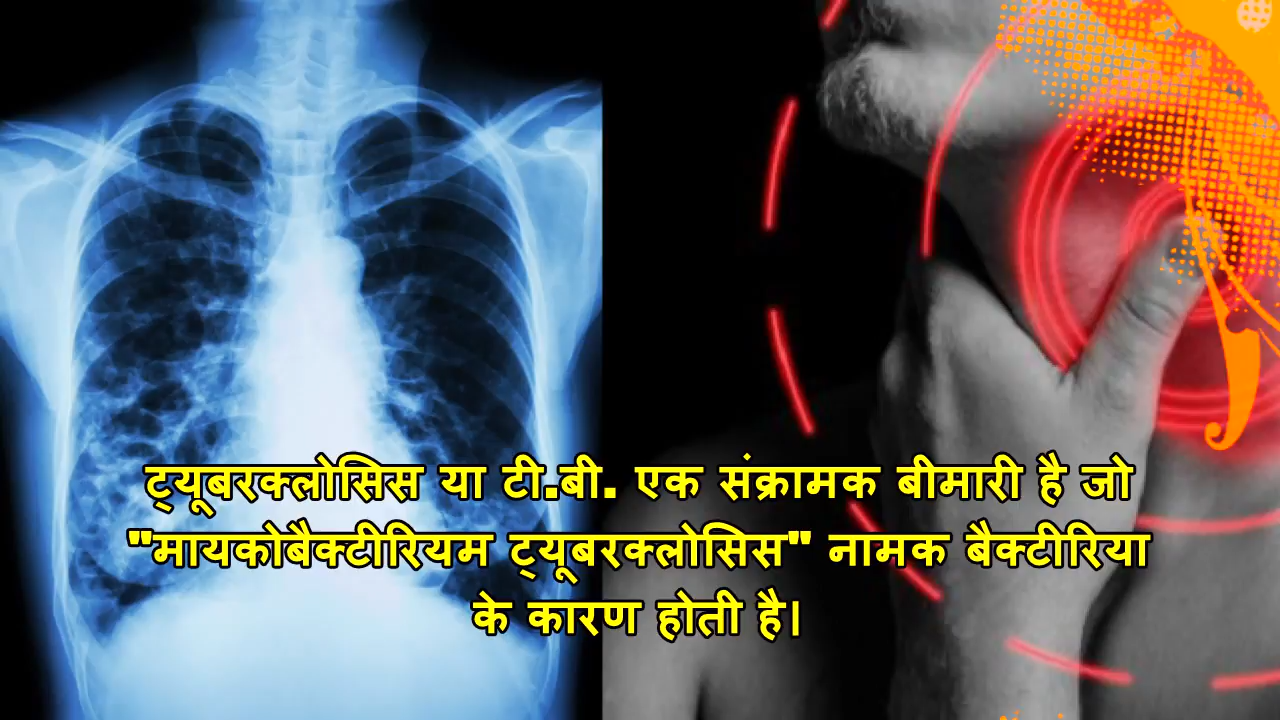 ट्यूबरक्लोसिस या टी.बी. एक संक्रामक बीमारी है जो
"मायकोबैक्टीरियम ट्यूबरक्लोसिस" नामक बैक्टीरिया
के कारण होती है।